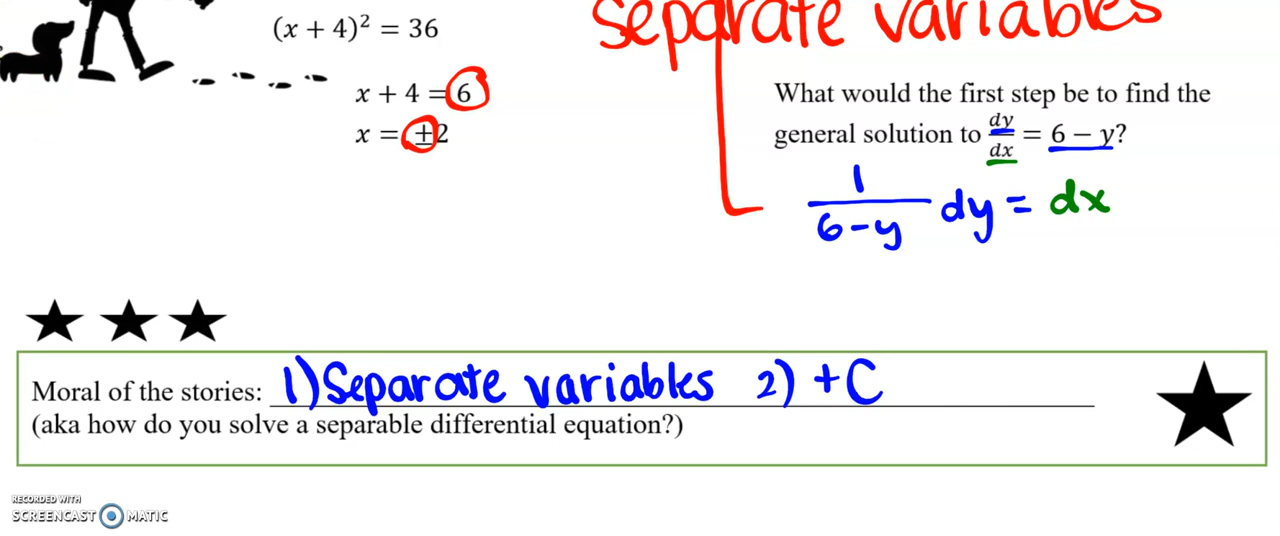 separate variables
(x + 4)² = 36
x + 4 = 6
x = ±2
What would the first step be to find the
general solution to dy/dx = 6 − y?
1/(6−y) dy = dx
Moral of the stories: 1) Separate variables 2) +C
(aka how do you solve a separable differential equation?)
RECORDED WITH
SCREENCAST MATIC